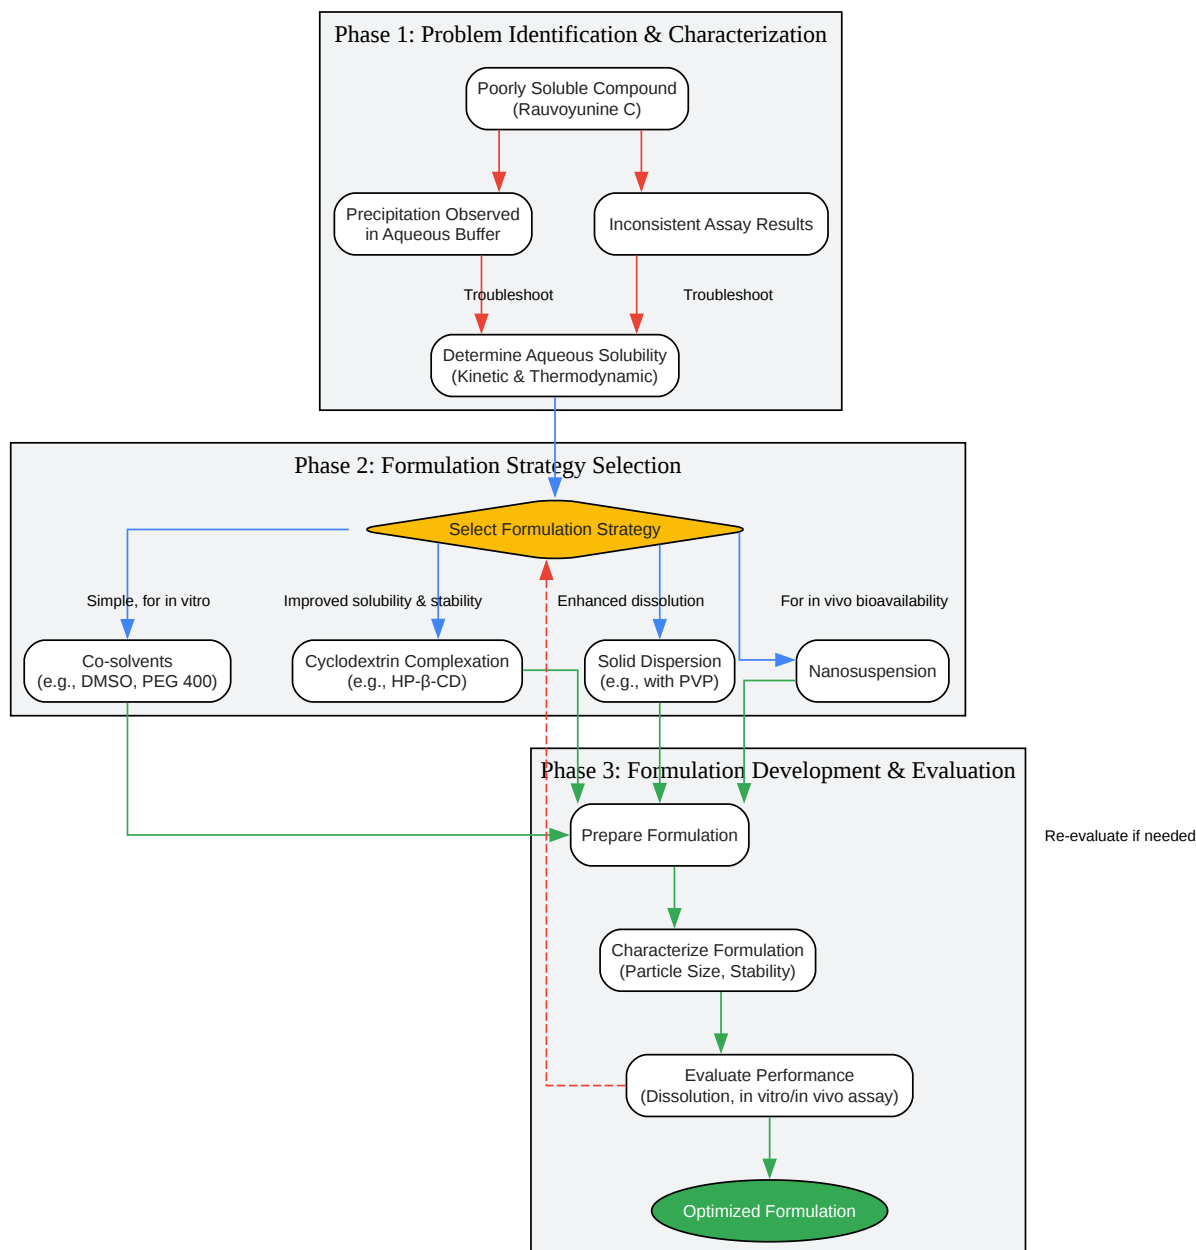 Phase 1: Problem Identification & Characterization
Poorly Soluble Compound
(Rauvoyunine C)
Precipitation Observed
in Aqueous Buffer
Inconsistent Assay Results
Troubleshoot
Troubleshoot
Determine Aqueous Solubility
(Kinetic & Thermodynamic)
Phase 2: Formulation Strategy Selection
Select Formulation Strategy
Simple, for in vitro
Improved solubility & stability
Enhanced dissolution
For in vivo bioavailability
Co-solvents
(e.g., DMSO, PEG 400)
Cyclodextrin Complexation
(e.g., HP-β-CD)
Solid Dispersion
(e.g., with PVP)
Nanosuspension
Phase 3: Formulation Development & Evaluation
Prepare Formulation
Re-evaluate if needed
Characterize Formulation
(Particle Size, Stability)
Evaluate Performance
(Dissolution, in vitro/in vivo assay)
Optimized Formulation